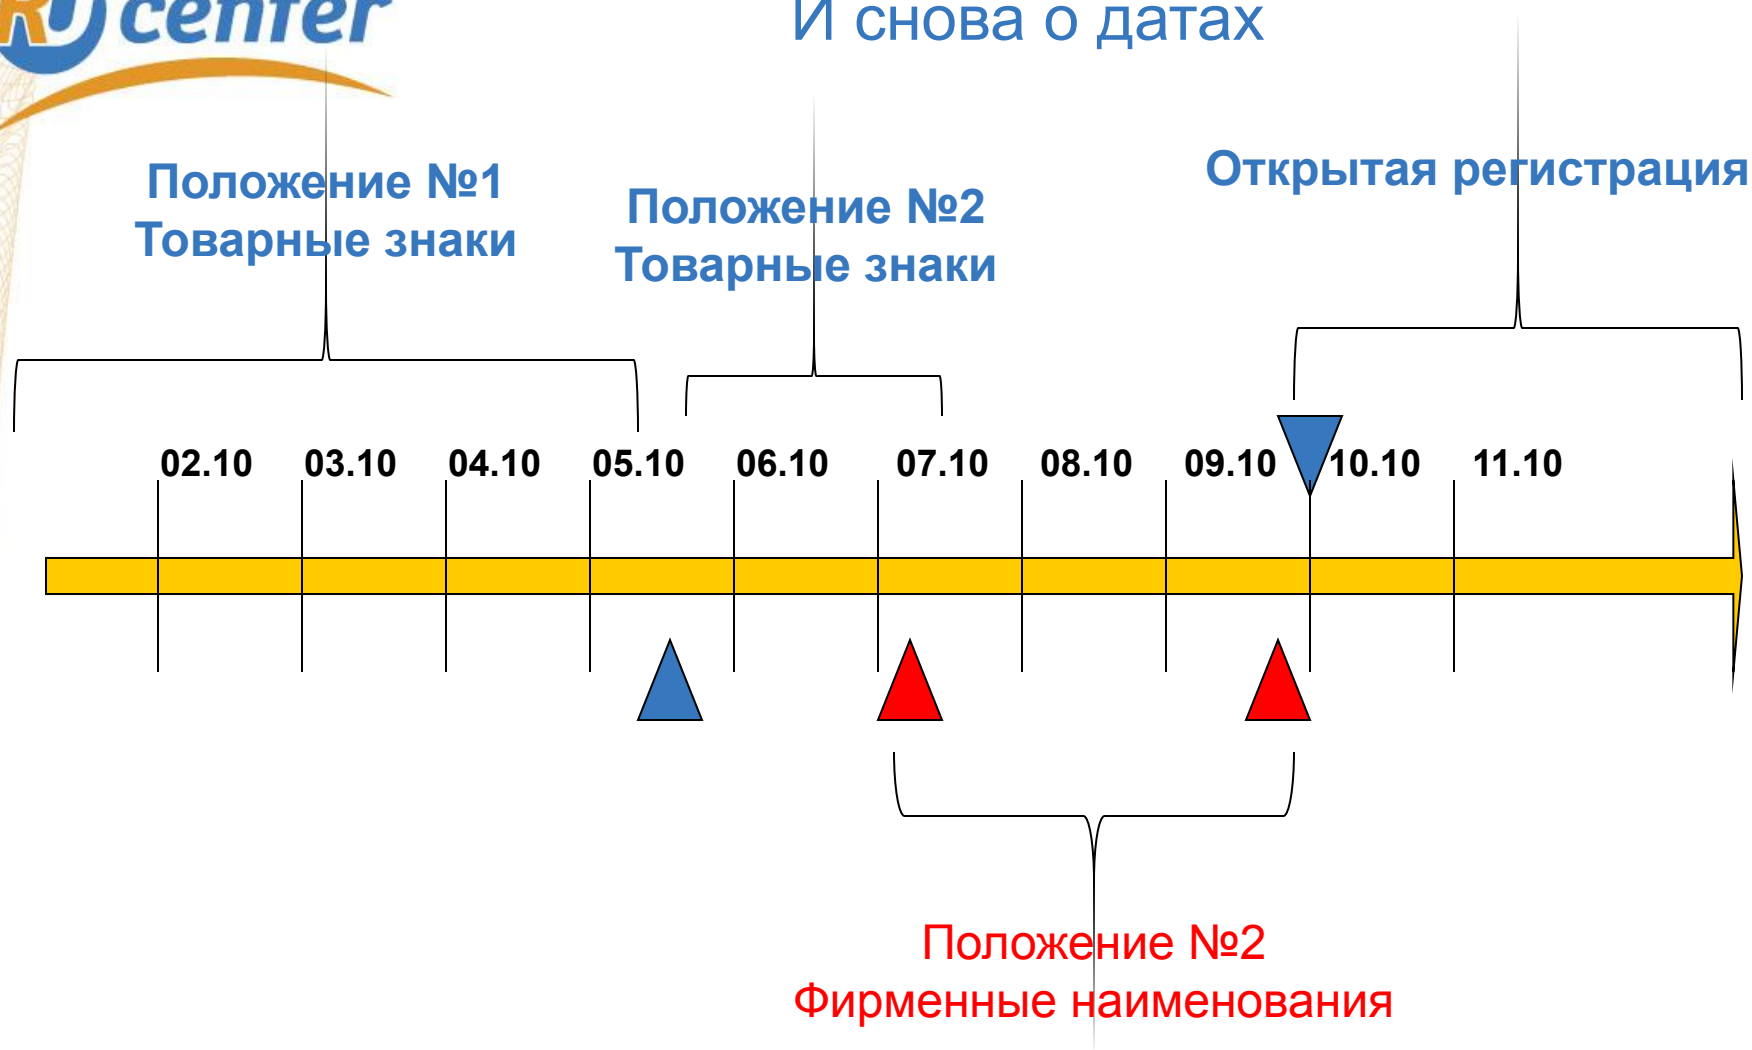 RU center
И снова о датах
Положение №1
Товарные знаки
Положение №2
Товарные знаки
Открытая регистрация
02.10 03.10 04.10 05.10 06.10 07.10 08.10 09.10 10.10 11.10
Положение №2
Фирменные наименования